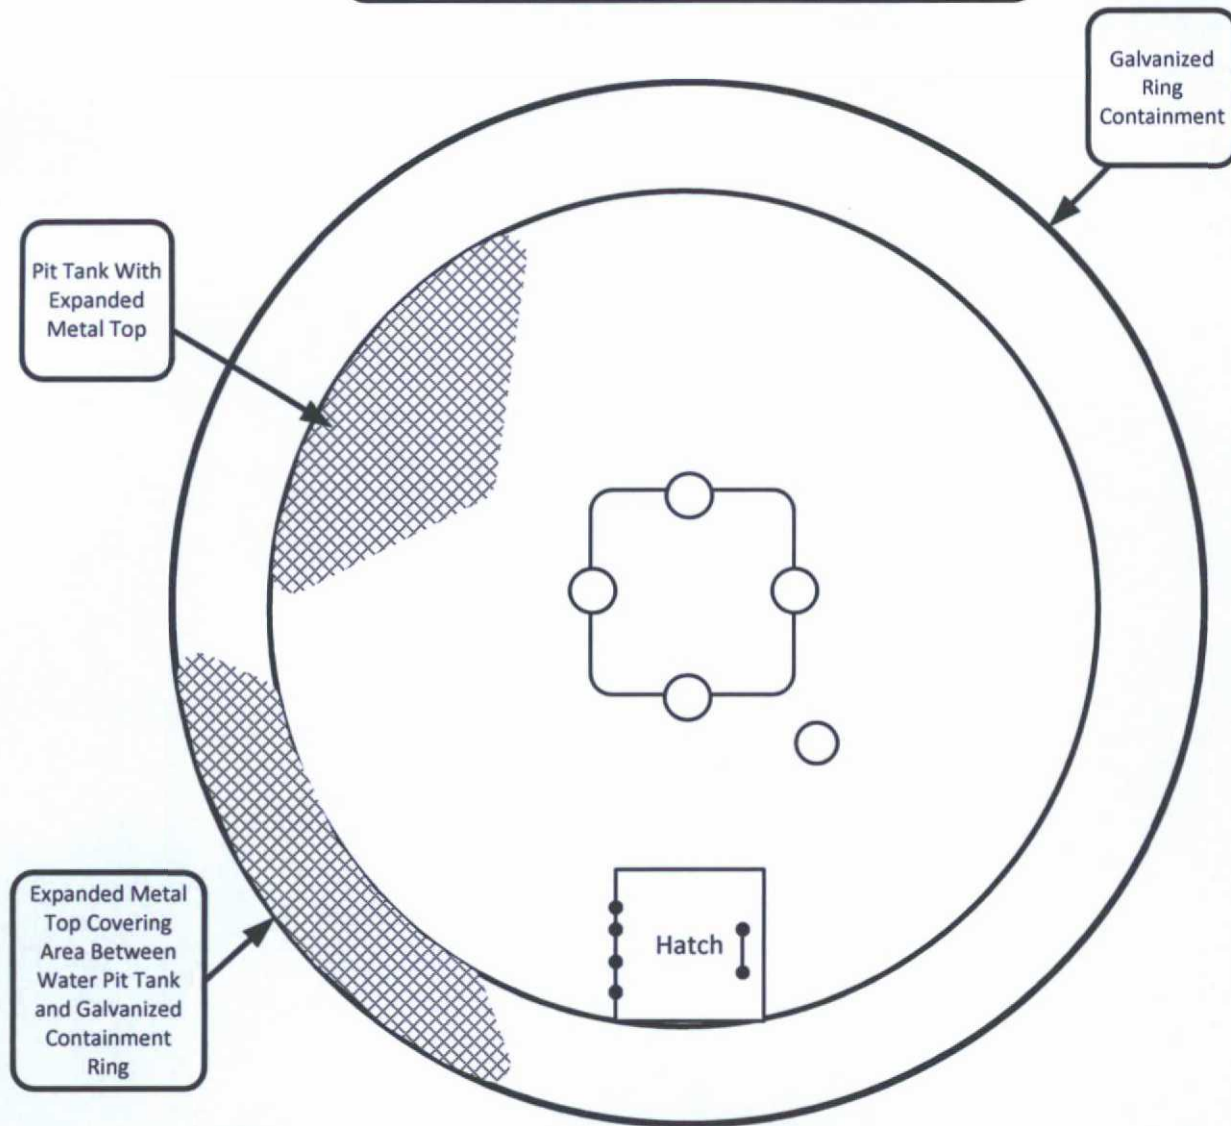 Galvanized
Ring
Containment
Pit Tank With
Expanded
Metal Top
Expanded Metal
Top Covering
Area Between
Water Pit Tank
and Galvanized
Containment
Ring
Hatch